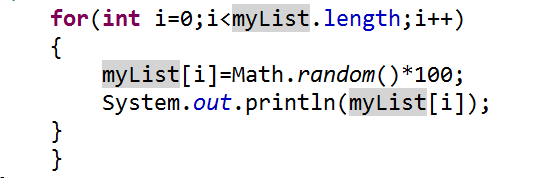 for(int i=0;i<myList.length;i++)
{
myList[i]=Math.random()*100;
System.out.println(myList[i]);
}
}